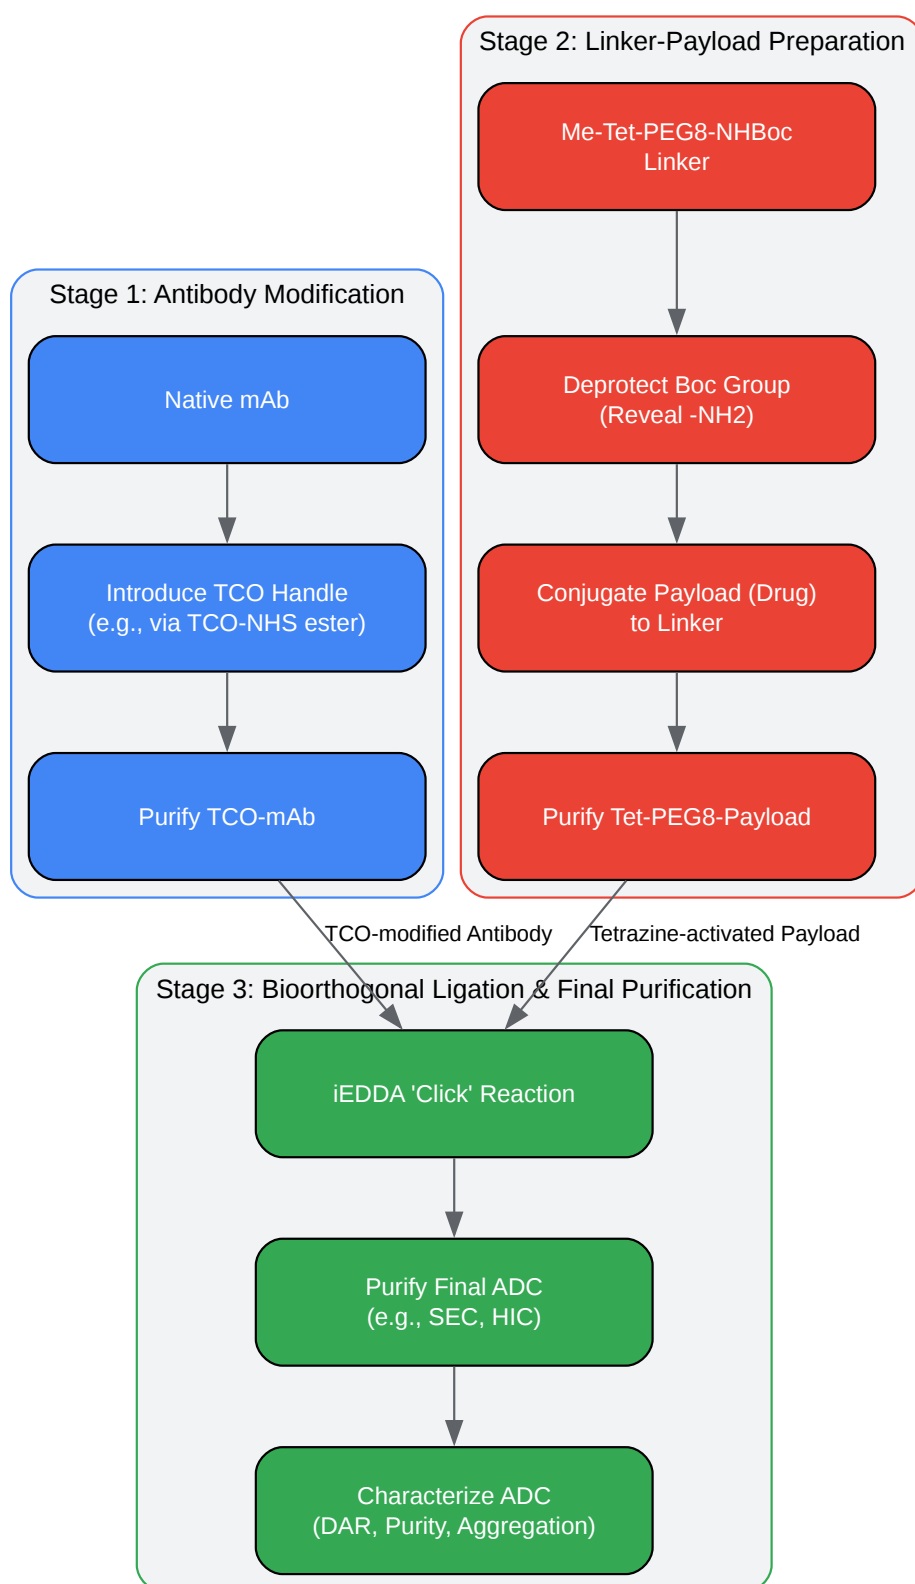 Stage 2: Linker-Payload Preparation
Me-Tet-PEG8-NHBoc
Linker
Deprotect Boc Group
(Reveal -NH2)
Conjugate Payload (Drug)
to Linker
Purify Tet-PEG8-Payload
Stage 1: Antibody Modification
Native mAb
Introduce TCO Handle
(e.g., via TCO-NHS ester)
Purify TCO-mAb
TCO-modified Antibody
Tetrazine-activated Payload
Stage 3: Bioorthogonal Ligation & Final Purification
iEDDA 'Click' Reaction
Purify Final ADC
(e.g., SEC, HIC)
Characterize ADC
(DAR, Purity, Aggregation)